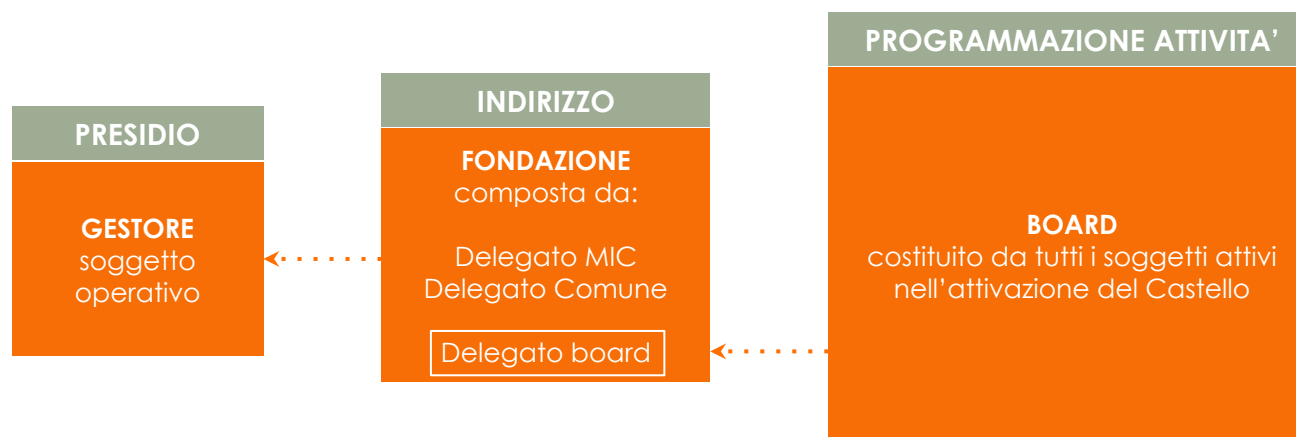 PRESIDIO
GESTORE
soggetto
operativo
INDIRIZZO
FONDAZIONE
composta da:
Delegato MIC
Delegato Comune
Delegato board
PROGRAMMAZIONE ATTIVITA’
BOARD
costituito da tutti i soggetti attivi
nell’attivazione del Castello